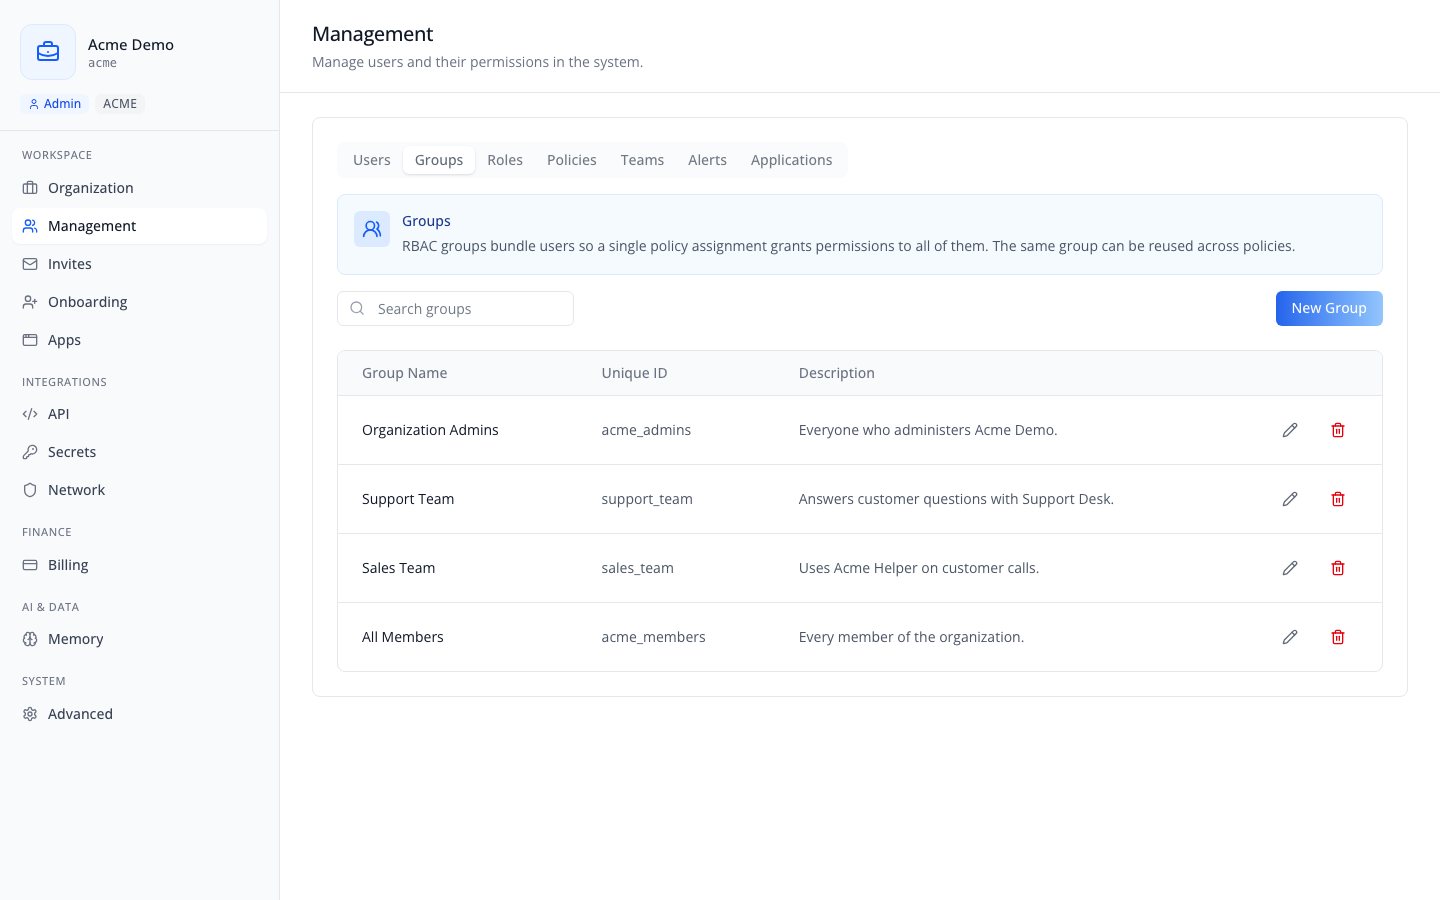 Acme Demo
acme
Admin
ACME
WORKSPACE
Organization
Management
Invites
Onboarding
Apps
INTEGRATIONS
API
Secrets
Network
FINANCE
Billing
AI & DATA
Memory
SYSTEM
Advanced
Management
Manage users and their permissions in the system.
Users Groups Roles Policies Teams Alerts Applications
Groups
RBAC groups bundle users so a single policy assignment grants permissions to all of them. The same group can be reused across policies.
Search groups
New Group
Group Name Unique ID Description
Organization Admins acme_admins Everyone who administers Acme Demo.
Support Team support_team Answers customer questions with Support Desk.
Sales Team sales_team Uses Acme Helper on customer calls.
All Members acme_members Every member of the organization.